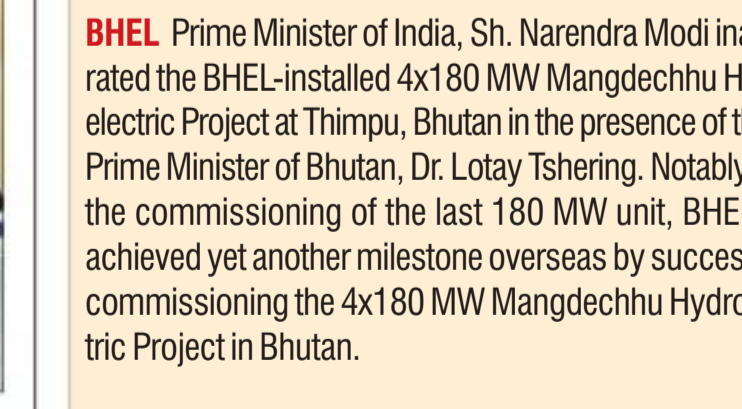 BHEL Prime Minister of India, Sh. Narendra Modi ina
rated the BHEL-installed 4x180 MW Mangdechhu H
electric Project at Thimpu, Bhutan in the presence of t
Prime Minister of Bhutan, Dr. Lotay Tshering. Notably
the commissioning of the last 180 MW unit, BHE
achieved yet another milestone overseas by succes
commissioning the 4x180 MW Mangdechhu Hydro
tric Project in Bhutan.